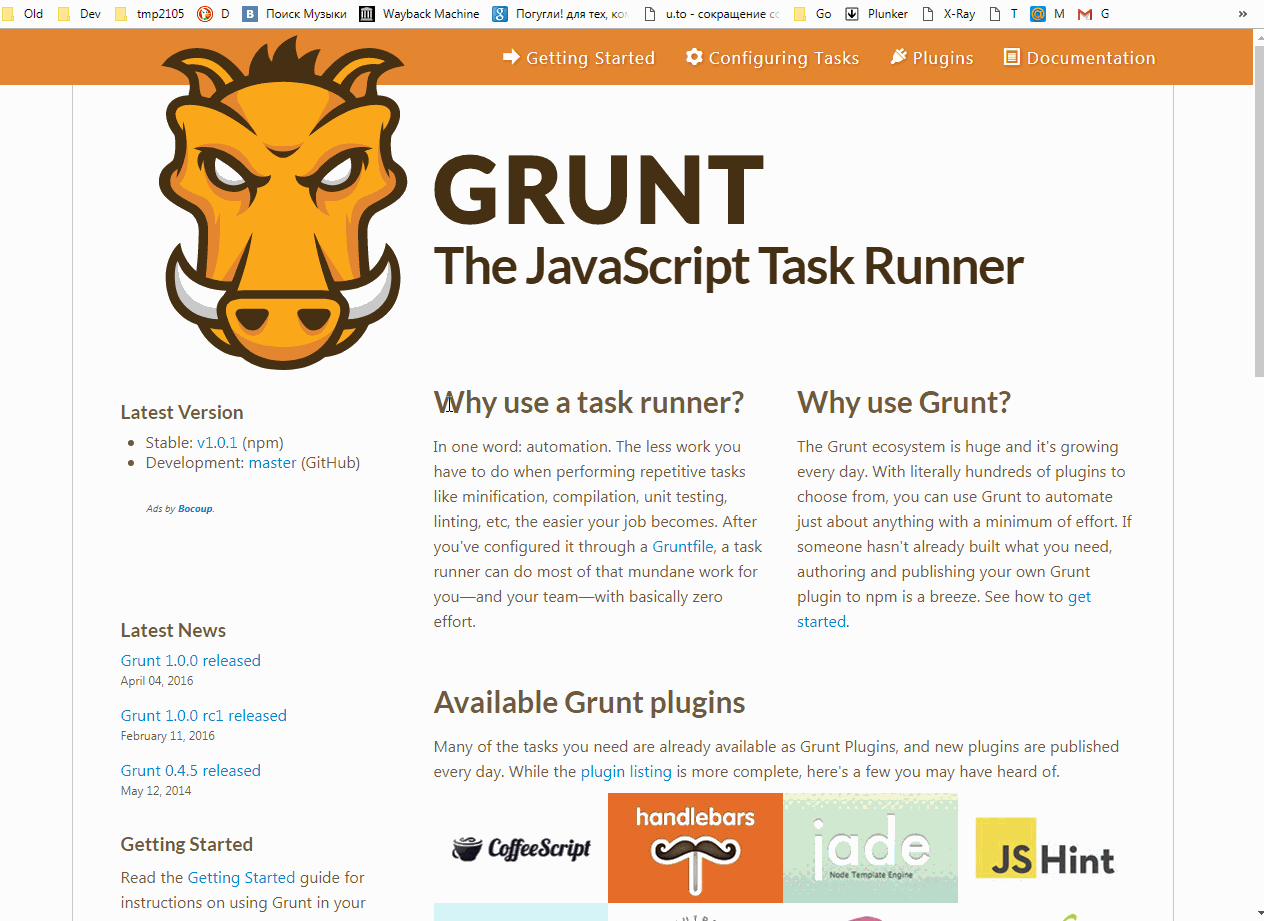 Old Dev tmp2105 D Поиск Музыки Wayback Machine Погугли! для тех, u.to - сокращение Go Plunker X-Ray T M G »
Getting Started Configuring Tasks Plugins Documentation
GRUNT
The JavaScript Task Runner
Latest Version
Stable: v1.0.1 (npm)
Development: master (GitHub)
Ads by Bocoup.
Latest News
Grunt 1.0.0 released
April 04, 2016
Grunt 1.0.0 rc1 released
February 11, 2016
Grunt 0.4.5 released
May 12, 2014
Getting Started
Read the Getting Started guide for
instructions on using Grunt in your
Why use a task runner?
In one word: automation. The less work you
have to do when performing repetitive tasks
like minification, compilation, unit testing,
linting, etc, the easier your job becomes. After
you've configured it through a Gruntfile, a task
runner can do most of that mundane work for
you—and your team—with basically zero
effort.
Why use Grunt?
The Grunt ecosystem is huge and it's growing
every day. With literally hundreds of plugins to
choose from, you can use Grunt to automate
just about anything with a minimum of effort. If
someone hasn't already built what you need,
authoring and publishing your own Grunt
plugin to npm is a breeze. See how to get
started.
Available Grunt plugins
Many of the tasks you need are already available as Grunt Plugins, and new plugins are published
every day. While the plugin listing is more complete, here's a few you may have heard of.
CoffeeScript
handlebars
jade
Node Template Engine
JSHint